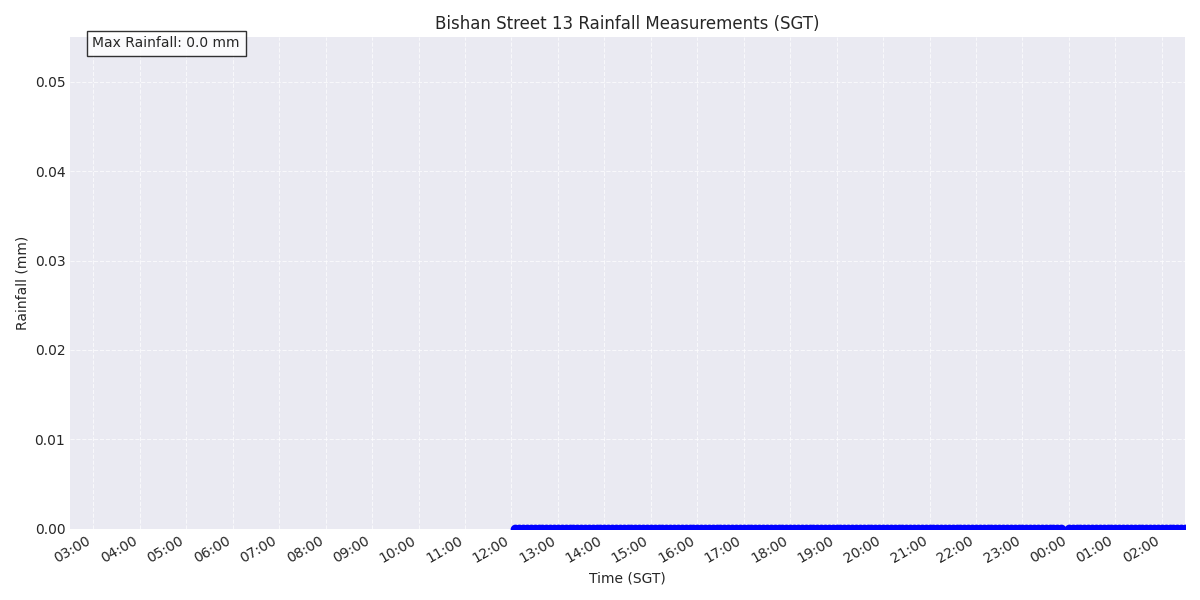 Bishan Street 13 Rainfall Measurements (SGT)
Max Rainfall: 0.0 mm
0.05
0.04
0.03
0.02
0.01
0.00
Rainfall (mm)
03:00 04:00 05:00 06:00 07:00 08:00 09:00 10:00 11:00 12:00 13:00 14:00 15:00 16:00 17:00 18:00 19:00 20:00 21:00 22:00 23:00 00:00 01:00 02:00
Time (SGT)